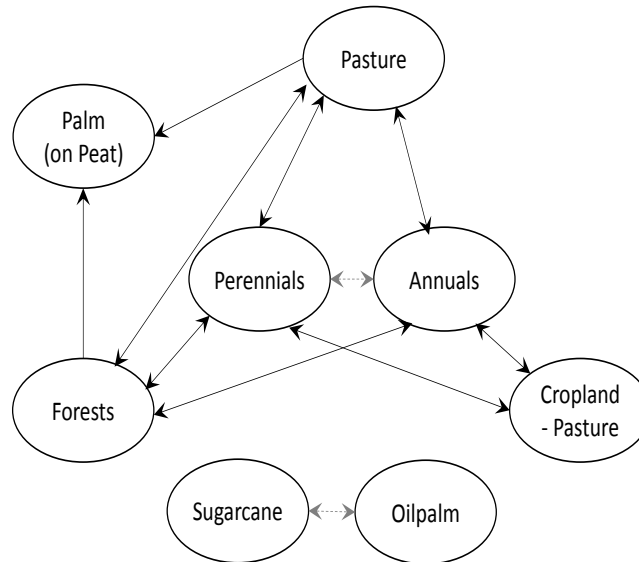 Pasture
Palm
(on Peat)
Perennials
Annuals
Forests
Cropland
- Pasture
Sugarcane
Oilpalm